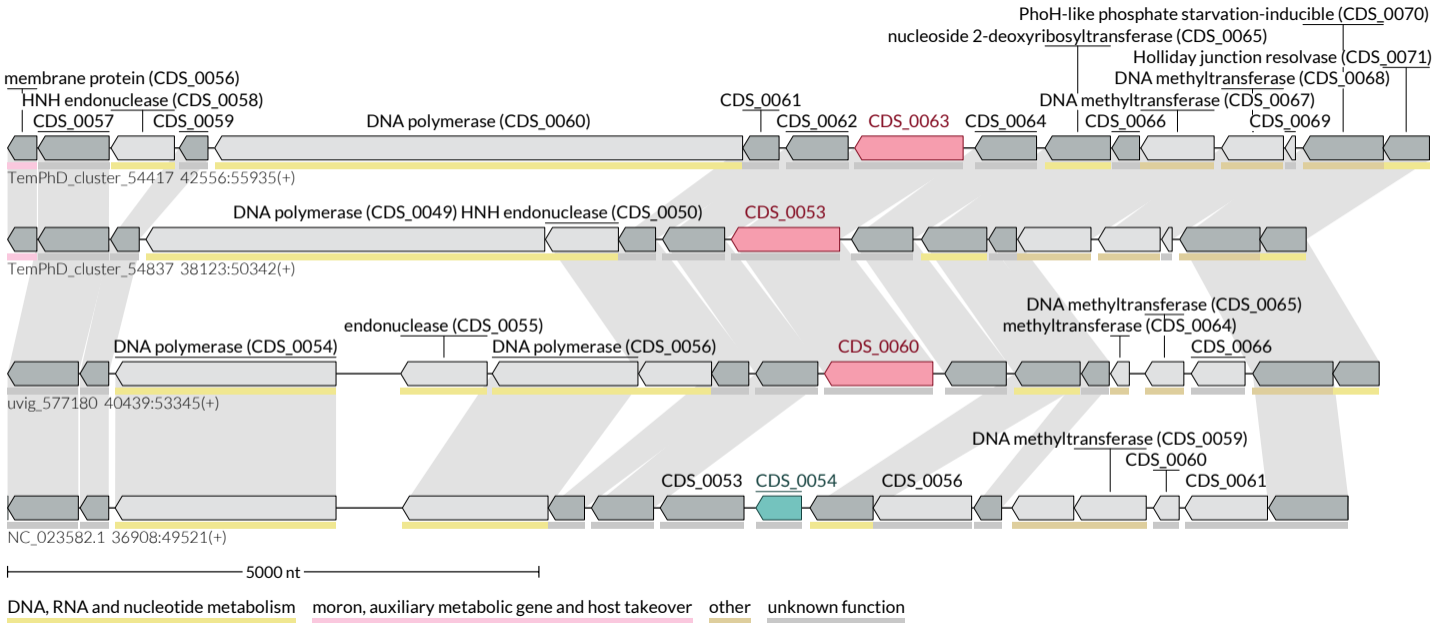 PhoH-like phosphate starvation-inducible (CDS_0070)
nucleoside 2-deoxyribosyltransferase (CDS_0065)
Holliday junction resolvase (CDS_0071)
membrane protein (CDS_0056)
DNA methyltransferase (CDS_0068)
HNH endonuclease (CDS_0058)
CDS_0061
DNA methyltransferase (CDS_0067)
CDS_0057
CDS_0059
DNA polymerase (CDS_0060)
CDS_0062
CDS_0063
CDS_0064
CDS_0066
CDS_0069
TemPhD_cluster_54417 42556:55935(+)
DNA polymerase (CDS_0049)
HNH endonuclease (CDS_0050)
CDS_0053
TemPhD_cluster_54837 38123:50342(+)
DNA methyltransferase (CDS_0065)
endonuclease (CDS_0055)
methyltransferase (CDS_0064)
DNA polymerase (CDS_0054)
DNA polymerase (CDS_0056)
CDS_0060
CDS_0066
uvig_577180 40439:53345(+)
DNA methyltransferase (CDS_0059)
CDS_0060
CDS_0053
CDS_0054
CDS_0056
CDS_0061
NC_023582.1 36908:49521(+)
5000 nt
DNA, RNA and nucleotide metabolism
moron, auxiliary metabolic gene and host takeover
other
unknown function